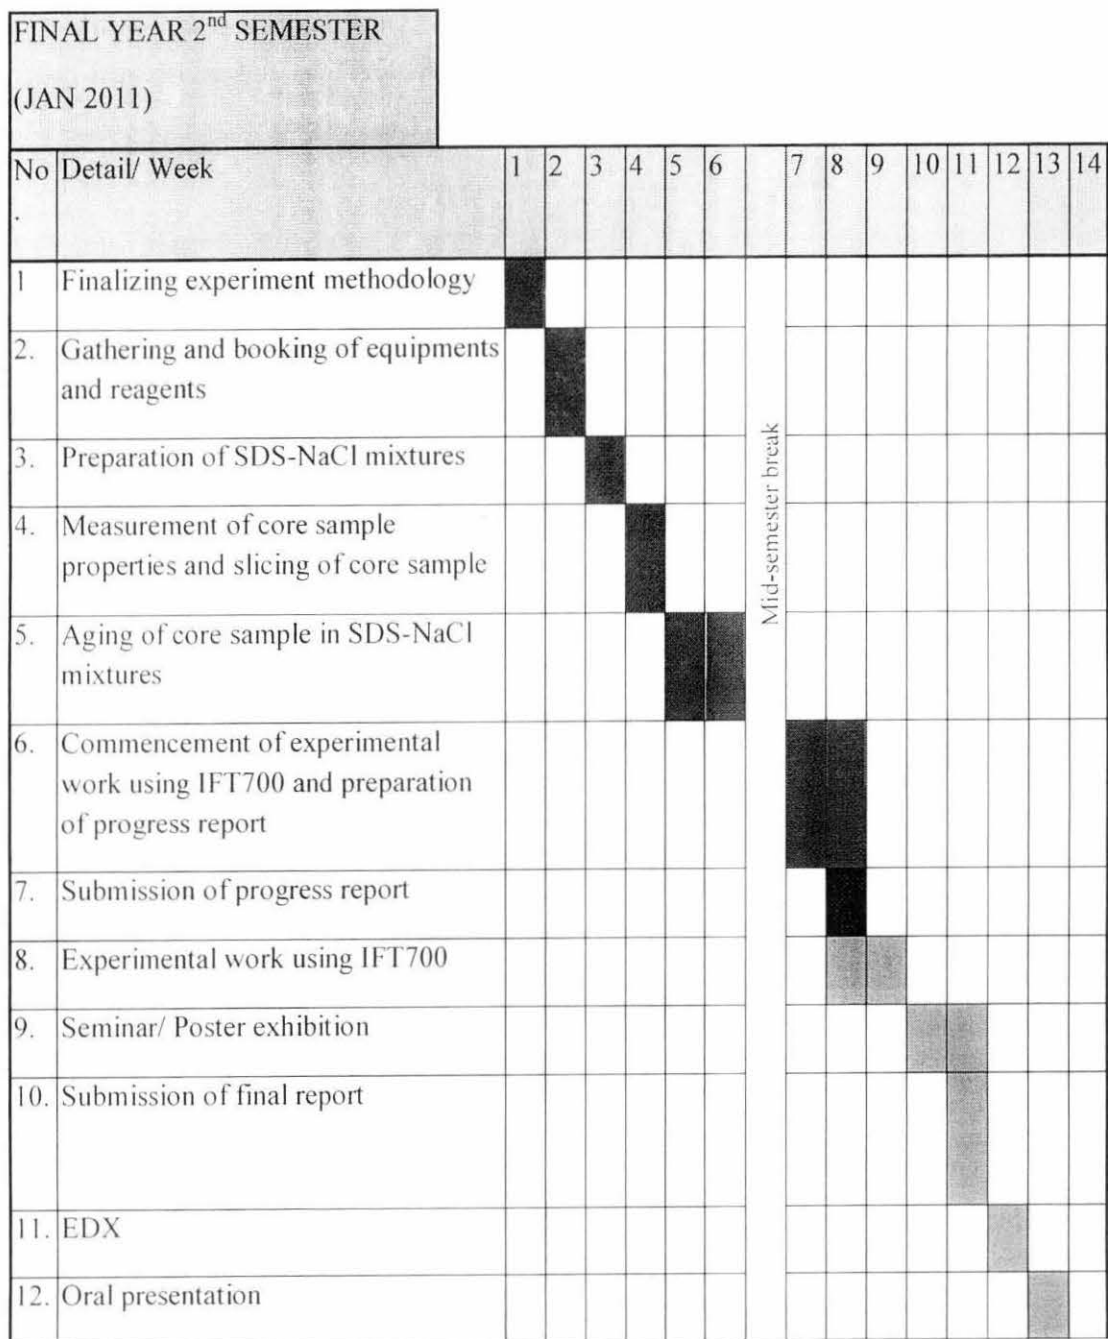 FINAL YEAR 2nd SEMESTER
(JAN 2011)
No Detail/ Week 1 2 3 4 5 6 7 8 9 10 11 12 13 14
.
1 Finalizing experiment methodology
2. Gathering and booking of equipments
and reagents
3. Preparation of SDS-NaCl mixtures
4. Measurement of core sample
properties and slicing of core sample
5. Aging of core sample in SDS-NaCl
mixtures
Mid-semester break
6. Commencement of experimental
work using IFT700 and preparation
of progress report
7. Submission of progress report
8. Experimental work using IFT700
9. Seminar/ Poster exhibition
10. Submission of final report
11. EDX
12. Oral presentation